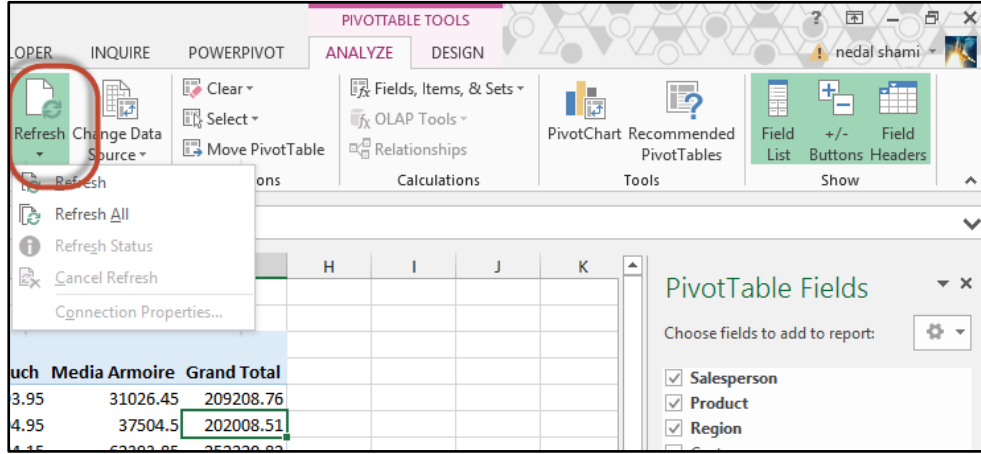 PIVOTTABLE TOOLS
?
LOPER INQUIRE POWERPIVOT ANALYZE DESIGN nedal shami
Refresh
Change Data
Source
Clear
Select
Move PivotTable
ons
Fields, Items, & Sets
OLAP Tools
Relationships
Calculations
PivotChart
Recommended
PivotTables
Tools
Field
List
+/-
Buttons
Field
Headers
Show
Refresh
Refresh All
Refresh Status
Cancel Refresh
Connection Properties...
H I J K
uch Media Armoire Grand Total
3.95 31026.45 209208.76
4.95 37504.5 202008.51
PivotTable Fields
Choose fields to add to report:
Salesperson
Product
Region